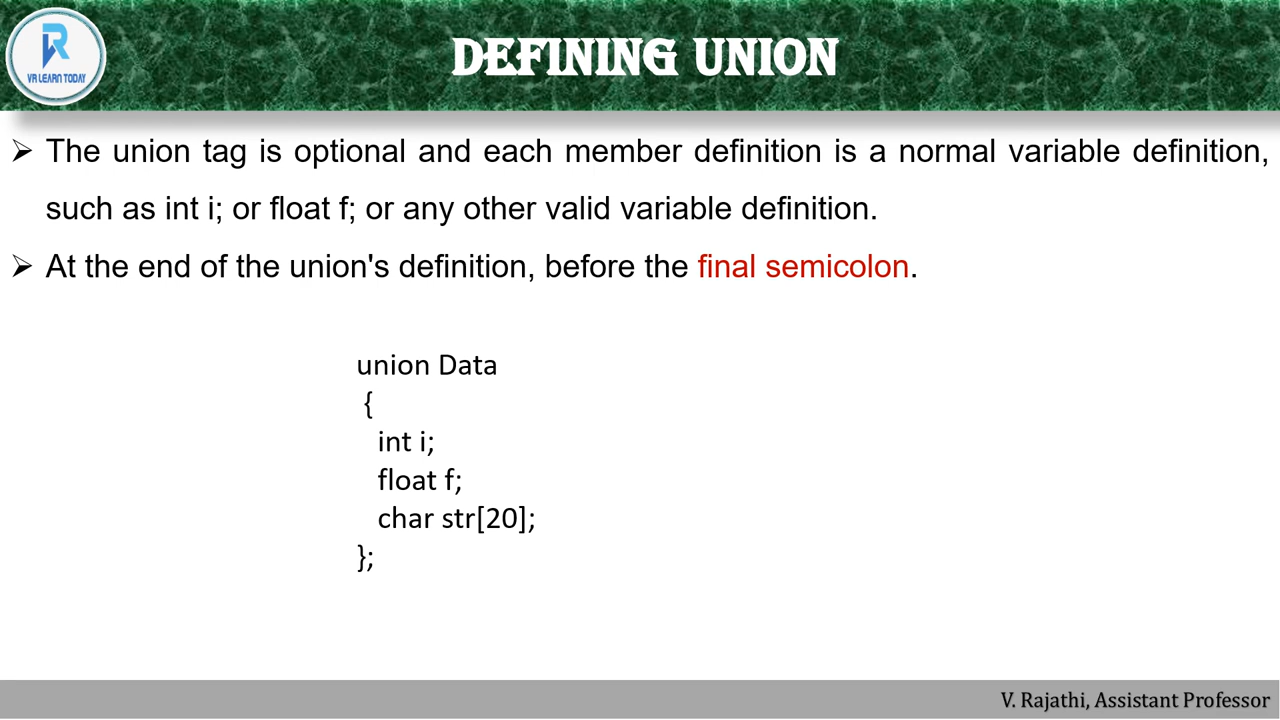 VR LEARN TODAY
DEFINING UNION
The union tag is optional and each member definition is a normal variable definition,
such as int i; or float f; or any other valid variable definition.
At the end of the union's definition, before the final semicolon.
union Data
{
int i;
float f;
char str[20];
};
V. Rajathi, Assistant Professor